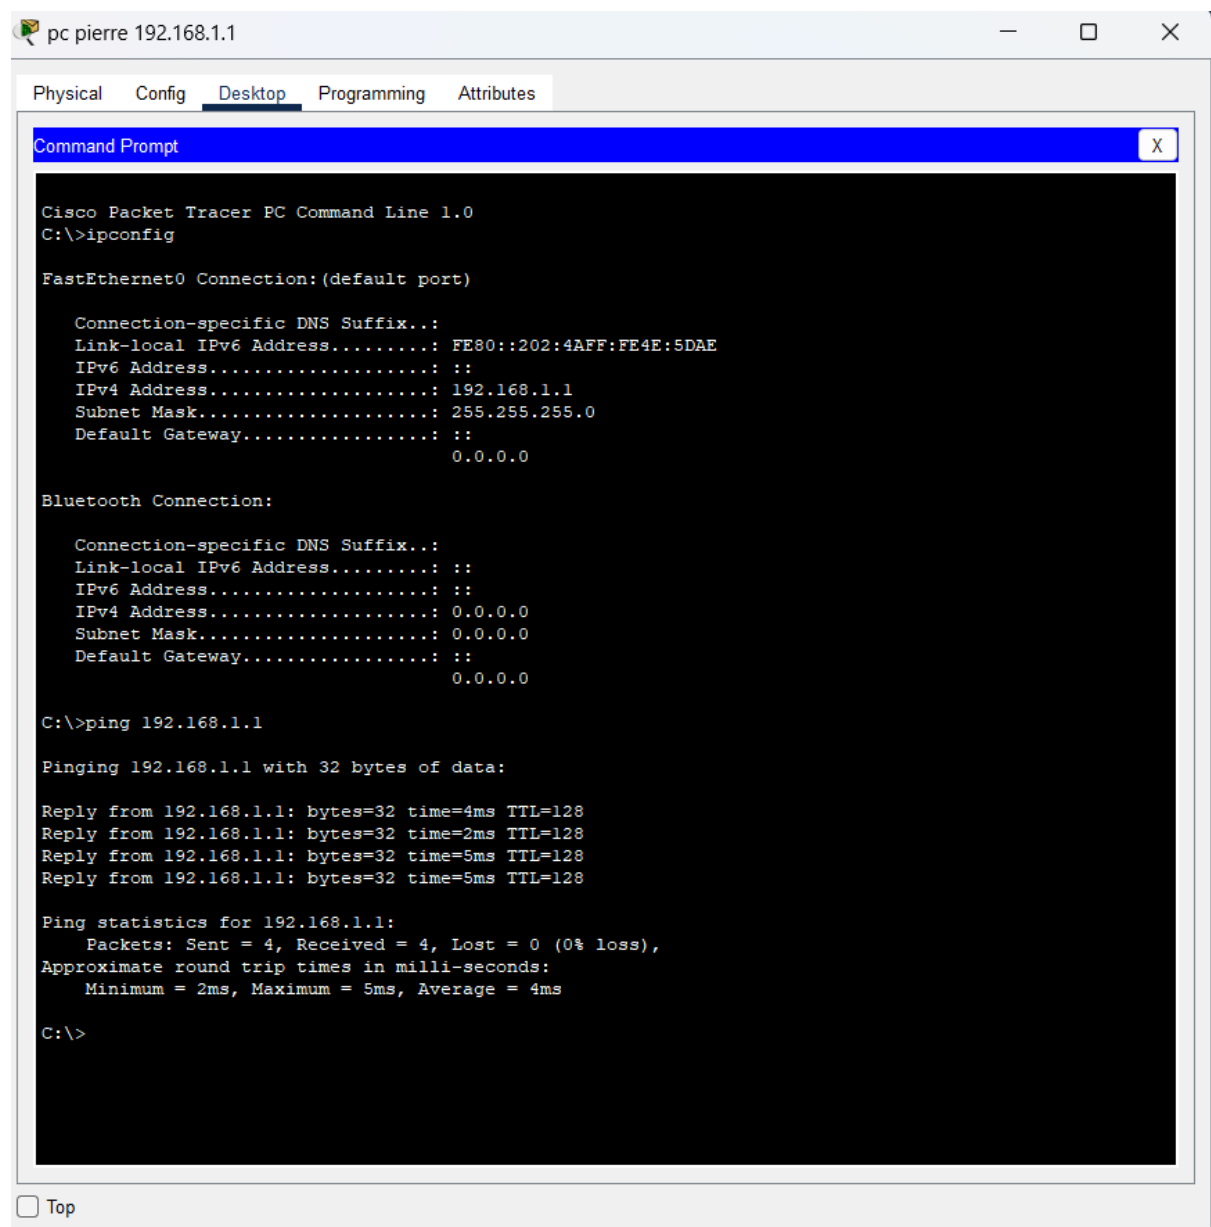 pc pierre 192.168.1.1
Physical Config Desktop Programming Attributes
Command Prompt X
Cisco Packet Tracer PC Command Line 1.0
C:\>ipconfig
FastEthernet0 Connection:(default port)
Connection-specific DNS Suffix..:
Link-local IPv6 Address.........: FE80::202:4AFF:FE4E:5DAE
IPv6 Address....................: ::
IPv4 Address....................: 192.168.1.1
Subnet Mask.....................: 255.255.255.0
Default Gateway.................: ::
0.0.0.0
Bluetooth Connection:
Connection-specific DNS Suffix..:
Link-local IPv6 Address.........: ::
IPv6 Address....................: ::
IPv4 Address....................: 0.0.0.0
Subnet Mask.....................: 0.0.0.0
Default Gateway.................: ::
0.0.0.0
C:\>ping 192.168.1.1
Pinging 192.168.1.1 with 32 bytes of data:
Reply from 192.168.1.1: bytes=32 time=4ms TTL=128
Reply from 192.168.1.1: bytes=32 time=2ms TTL=128
Reply from 192.168.1.1: bytes=32 time=5ms TTL=128
Reply from 192.168.1.1: bytes=32 time=5ms TTL=128
Ping statistics for 192.168.1.1:
Packets: Sent = 4, Received = 4, Lost = 0 (0% loss),
Approximate round trip times in milli-seconds:
Minimum = 2ms, Maximum = 5ms, Average = 4ms
C:\>
Top